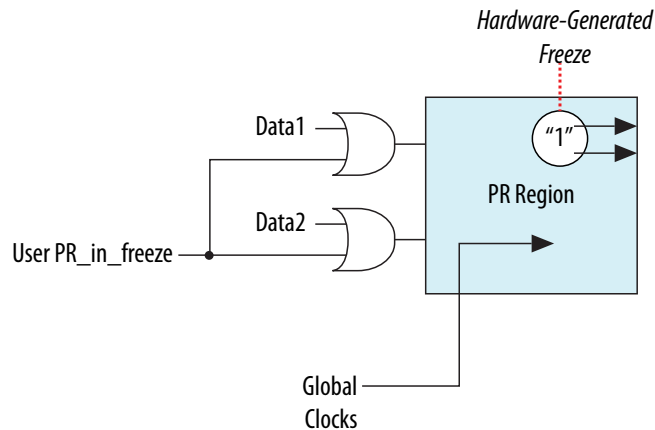 Hardware-Generated
Freeze
Data1
“1”
PR Region
Data2
User PR_in_freeze
Global
Clocks